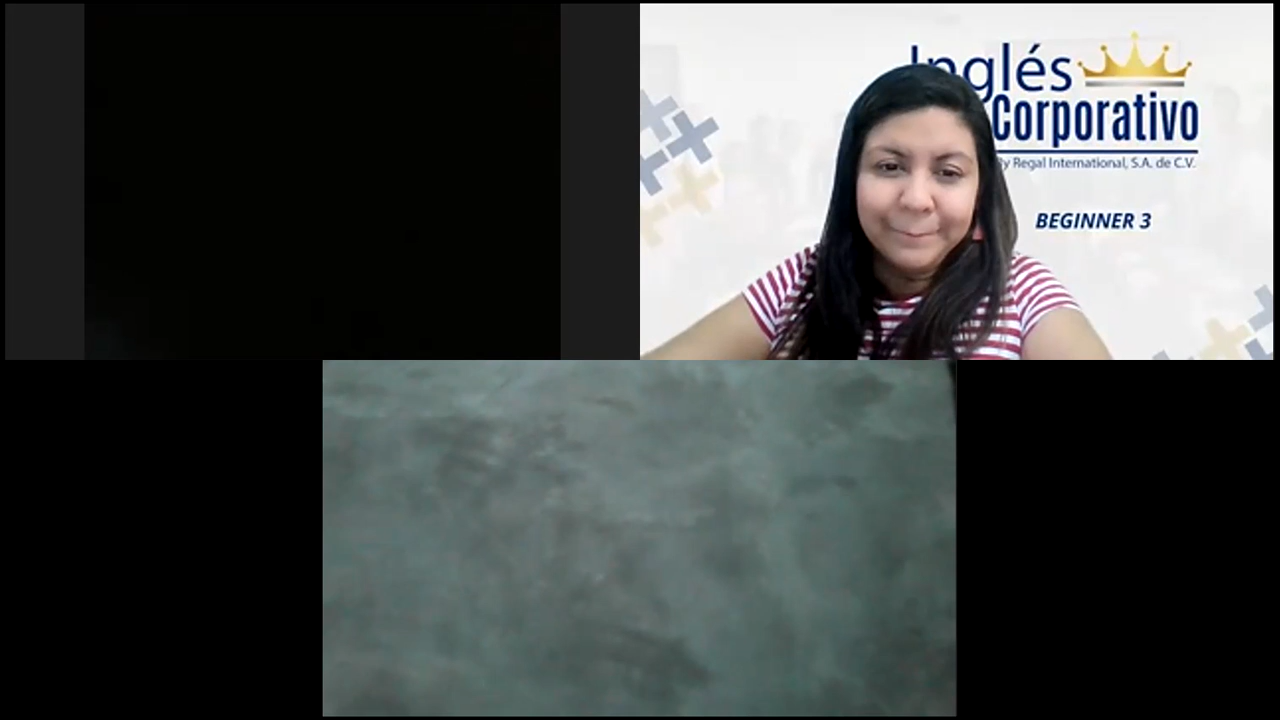 Inglés
Corporativo
By Regal International, S.A. de C.V.
BEGINNER 3